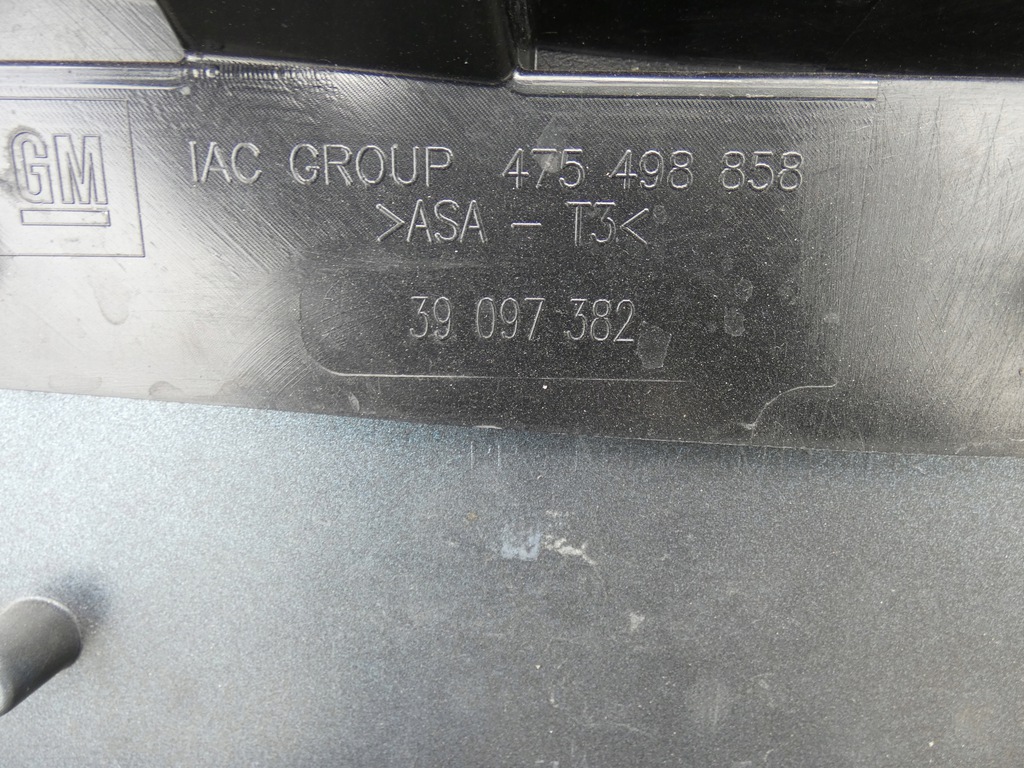 GM
IAC GROUP 475 498 858
>ASA - T3<
39 097 382